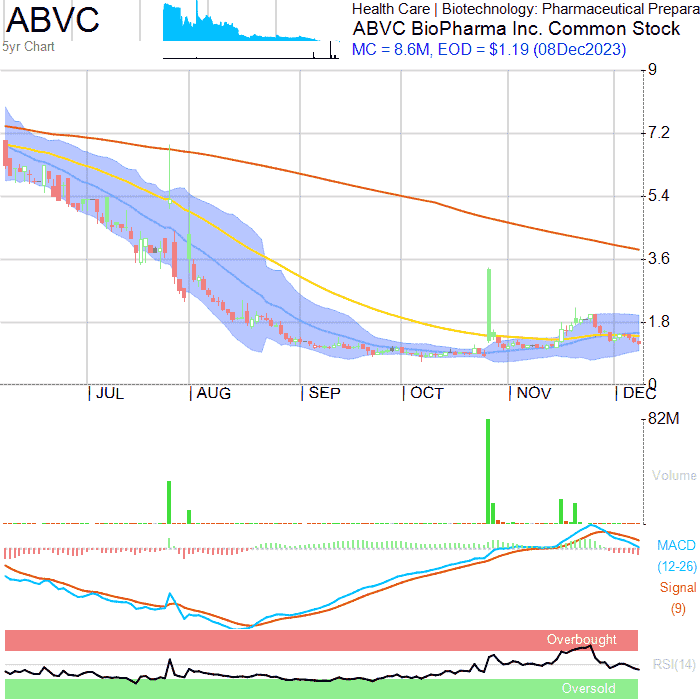 ABVC
5yr Chart
Health Care | Biotechnology: Pharmaceutical Prepara
ABVC BioPharma Inc. Common Stock
MC = 8.6M, EOD = $1.19 (08Dec2023)
9
7.2
5.4
3.6
1.8
0
JUL
AUG
SEP
OCT
NOV
DEC
82M
Volume
MACD
(12-26)
Signal
(9)
Overbought
RSI(14)
Oversold